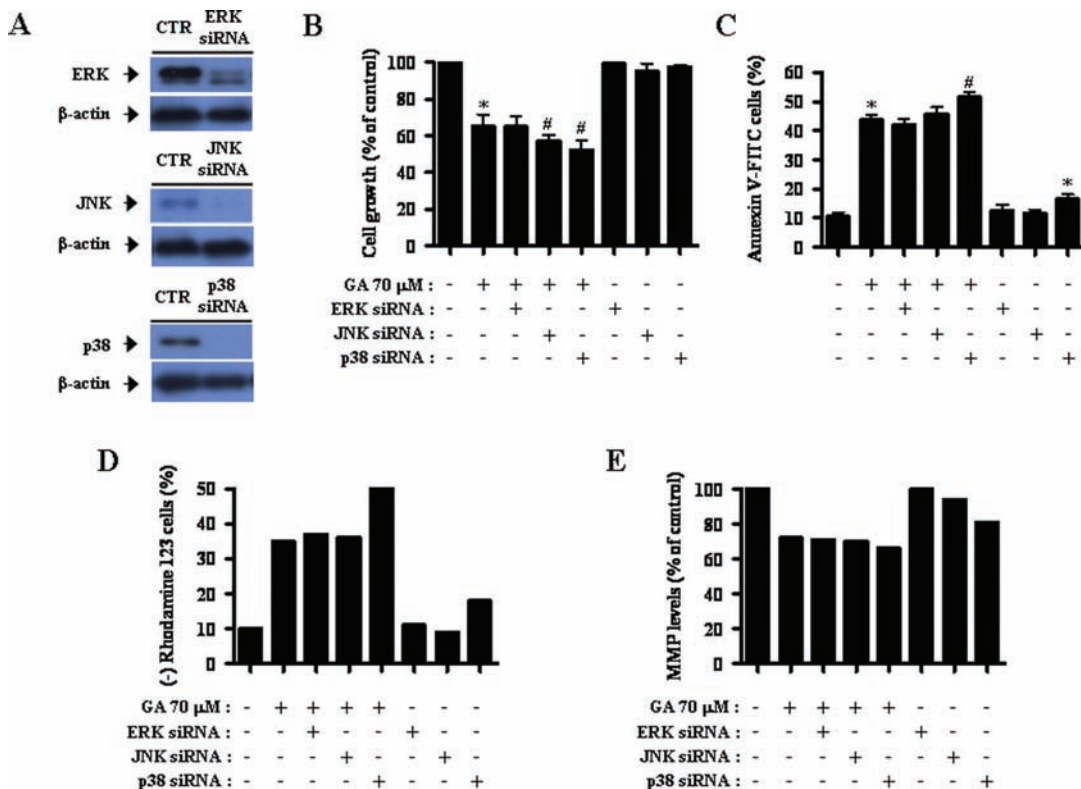 A
CTR ERK siRNA
ERK
β-actin
CTR JNK siRNA
JNK
β-actin
CTR p38 siRNA
p38
β-actin
B
Cell growth (% of control)
100
80
60
40
20
0
* # #
GA 70 µM : - + + + + - - -
ERK siRNA : - - + - - + - -
JNK siRNA : - - - + - - + -
p38 siRNA : - - - - + - - +
C
Annexin V-FITC cells (%)
60
50
40
30
20
10
0
* # *
- + + + + - - -
- - + - - + - -
- - - + - - + -
- - - - + - - +
D
(-) Rhodamine 123 cells (%)
50
40
30
20
10
0
GA 70 µM : - + + + + - - -
ERK siRNA : - - + - - + - -
JNK siRNA : - - - + - - + -
p38 siRNA : - - - - + - - +
E
MMP levels (% of control)
100
80
60
40
20
0
GA 70 µM : - + + + + - - -
ERK siRNA : - - + - - + - -
JNK siRNA : - - - + - - + -
p38 siRNA : - - - - + - - +